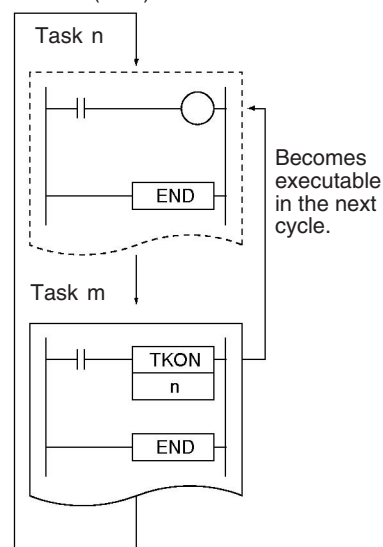 Task n
END
Becomes
executable
in the next
cycle.
Task m
TKON
n
END